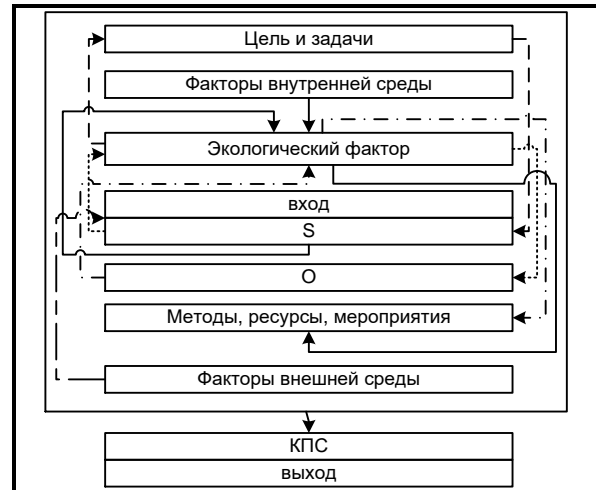 Цель и задачи
Факторы внутренней среды
Экологический фактор
вход
S
О
Методы, ресурсы, мероприятия
Факторы внешней среды
КПС
выход